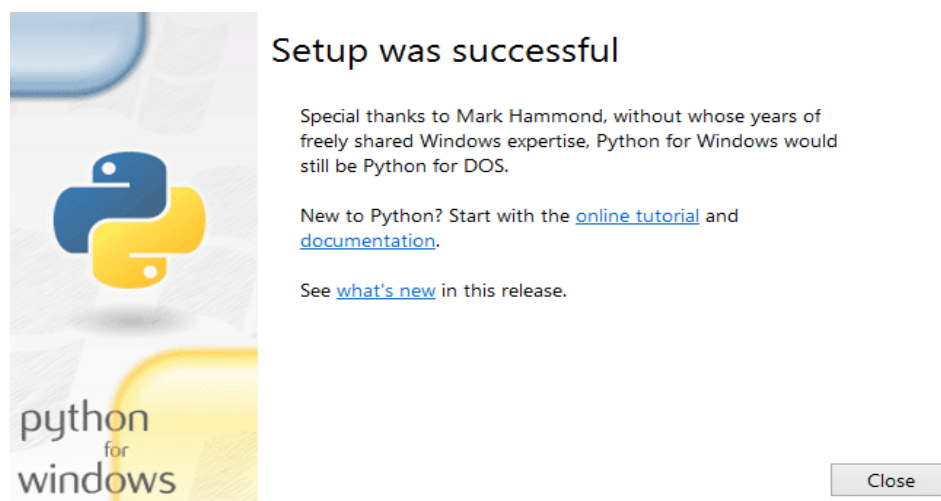 Setup was successful
Special thanks to Mark Hammond, without whose years of
freely shared Windows expertise, Python for Windows would
still be Python for DOS.
New to Python? Start with the online tutorial and
documentation.
See what's new in this release.
python
for
windows
Close